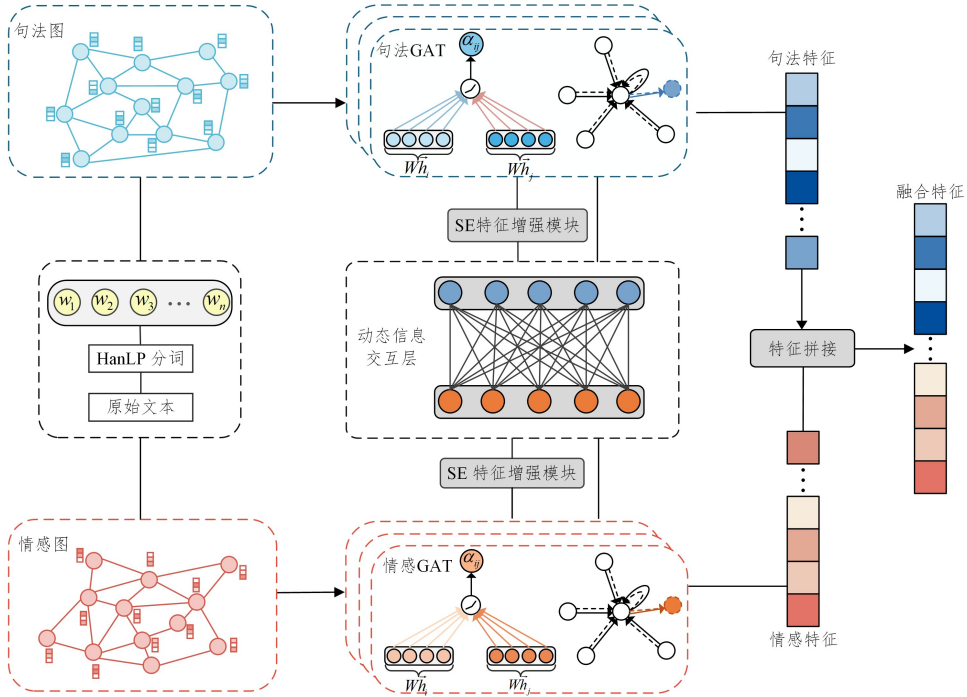 句法图
句法GAT
α_ij
Wh_i
Wh_j
句法特征
融合特征
SE特征增强模块
w_1 w_2 w_3 ··· w_n
HanLP 分词
原始文本
动态信息
交互层
特征拼接
SE 特征增强模块
情感图
情感GAT
α_ij
Wh_i
Wh_j
情感特征